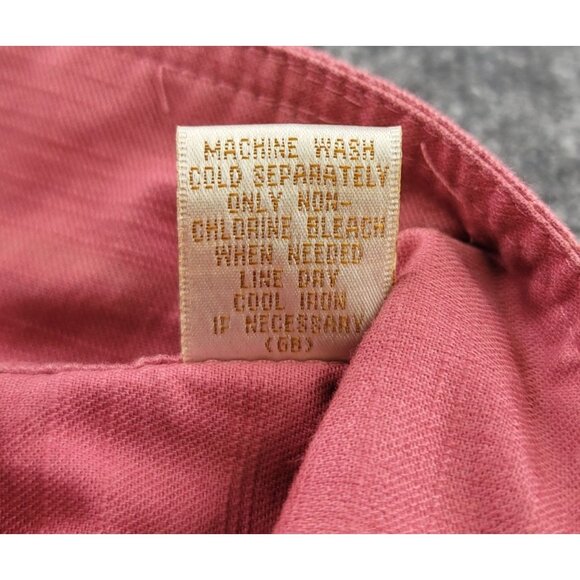 MACHINE WASH
COLD SEPARATELY
ONLY NON-
CHLORINE BLEACH
WHEN NEEDED
LINE DRY
COOL IRON
IF NECESSARY
(GB)